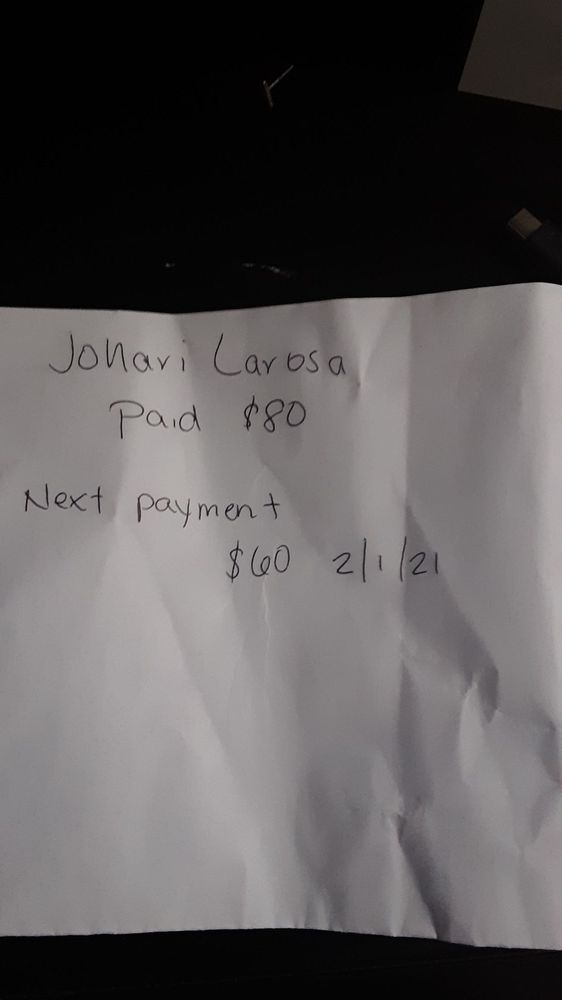 Johari Larosa
Paid $80
Next payment
$60 2/1/21